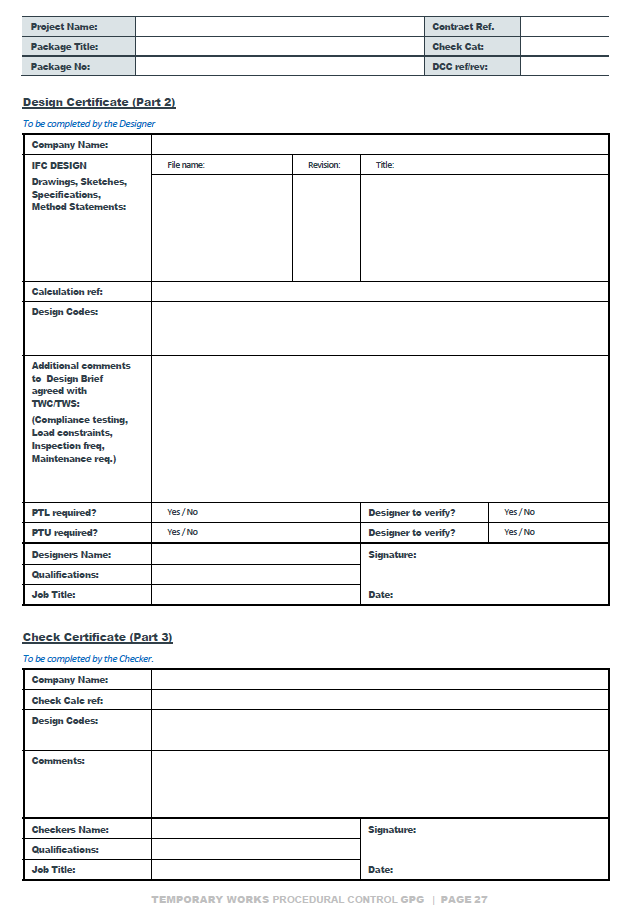 Project Name: Contract Ref.
Package Title: Check Cat:
Package No: DCC ref/rev:
Design Certificate (Part 2)
To be completed by the Designer
Company Name:
IFC DESIGN File name: Revision: Title:
Drawings, Sketches,
Specifications,
Method Statements:
Calculation ref:
Design Codes:
Additional comments
to Design Brief
agreed with
TWC/TWS:
(Compliance testing,
Load constraints,
Inspection freq,
Maintenance req.)
PTL required? Yes / No Designer to verify? Yes / No
PTU required? Yes / No Designer to verify? Yes / No
Designers Name: Signature:
Qualifications:
Job Title: Date:
Check Certificate (Part 3)
To be completed by the Checker.
Company Name:
Check Calc ref:
Design Codes:
Comments:
Checkers Name: Signature:
Qualifications:
Job Title: Date:
TEMPORARY WORKS PROCEDURAL CONTROL GPG | PAGE 27